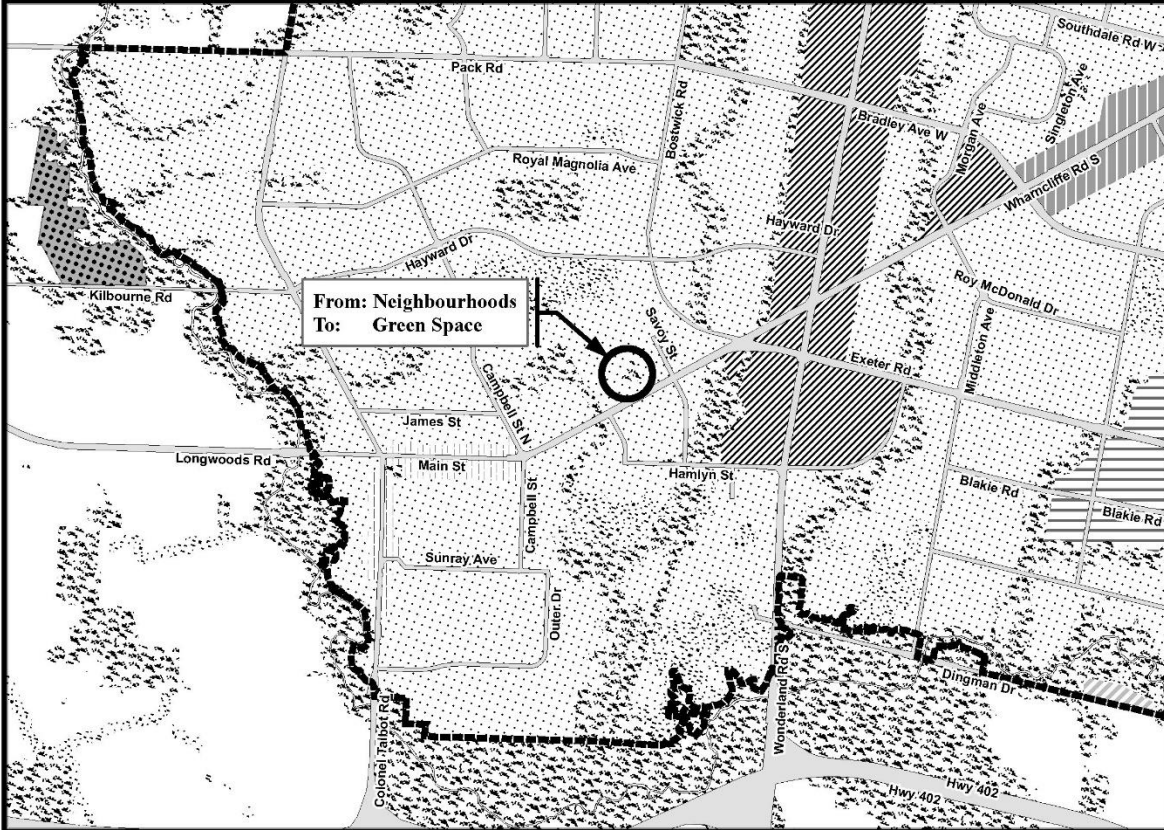 Southdale Rd W
Pack Rd
Bostwick Rd
Bradley Ave W
Morgan Ave
Singleton Ave
Wharncliffe Rd S
Royal Magnolia Ave
Hayward Dr
Hayward Dr
Kilbourne Rd
From: Neighbourhoods
To: Green Space
Savoy St
Roy McDonald Dr
Middleton Ave
Exeter Rd
Campbell St N
James St
Longwoods Rd
Main St
Hamlyn St
Blakie Rd
Blakie Rd
Campbell St
Sunray Ave
Outer Dr
Wonderland Rd S
Dingman Dr
Colonel Talbot Rd
Hwy 402
Hwy 402